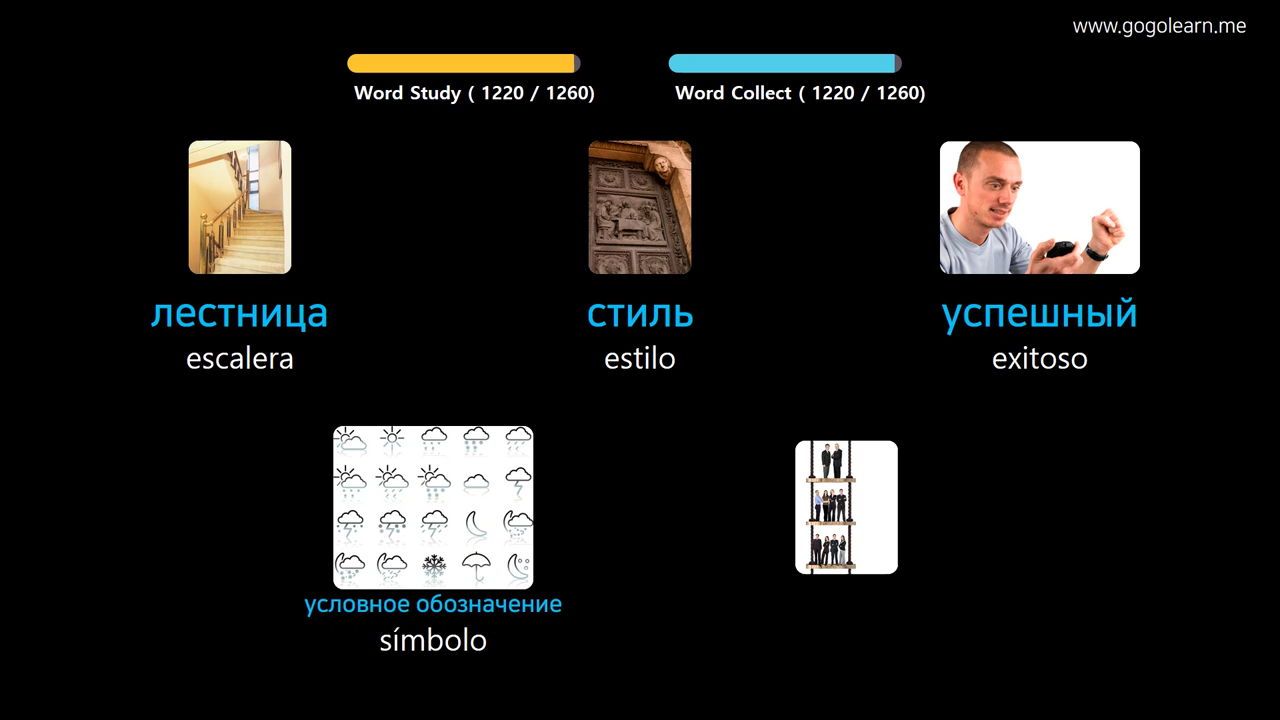 www.gogolearn.me
Word Study ( 1220 / 1260)
Word Collect ( 1220 / 1260)
лестница
escalera
стиль
estilo
успешный
exitoso
условное обозначение
símbolo